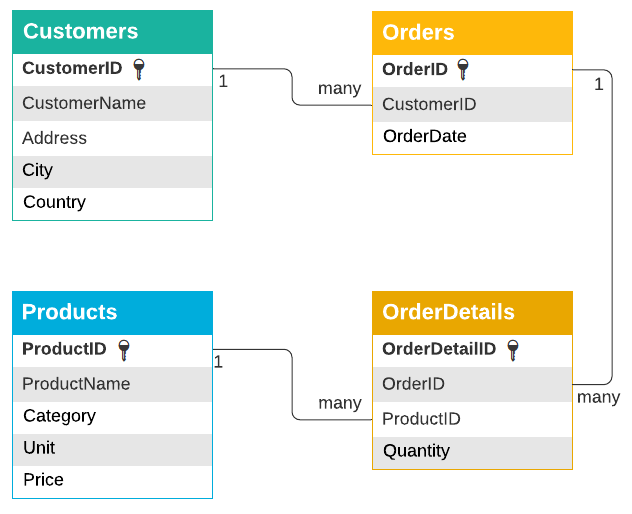 Customers
CustomerID
CustomerName
Address
City
Country
1
many
Orders
OrderID
CustomerID
OrderDate
1
Products
ProductID
ProductName
Category
Unit
Price
1
many
OrderDetails
OrderDetailID
OrderID
ProductID
Quantity
many